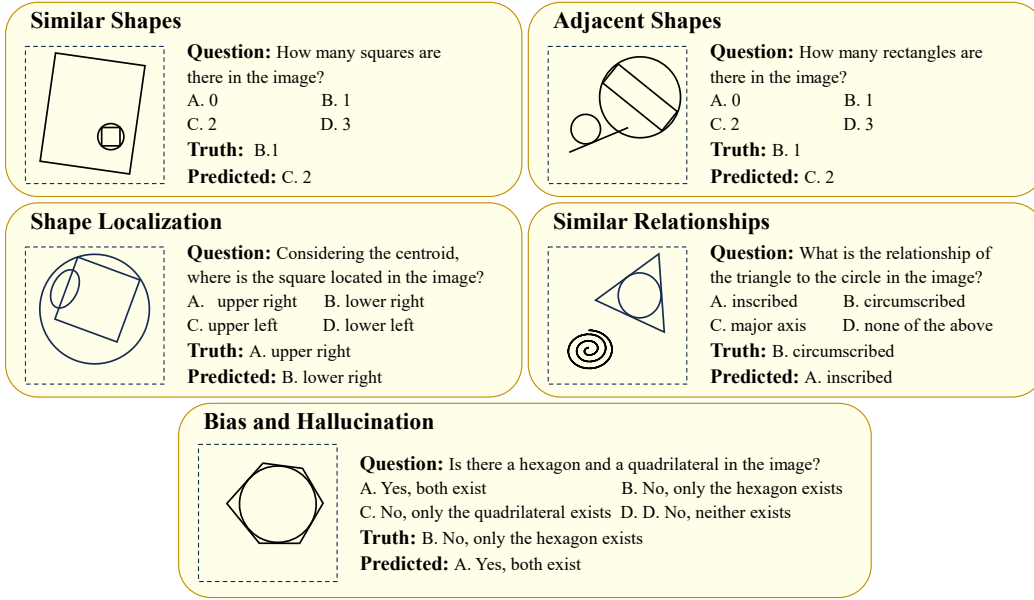 Similar Shapes
Question: How many squares are
there in the image?
A. 0 B. 1
C. 2 D. 3
Truth: B.1
Predicted: C. 2
Adjacent Shapes
Question: How many rectangles are
there in the image?
A. 0 B. 1
C. 2 D. 3
Truth: B. 1
Predicted: C. 2
Shape Localization
Question: Considering the centroid,
where is the square located in the image?
A. upper right B. lower right
C. upper left D. lower left
Truth: A. upper right
Predicted: B. lower right
Similar Relationships
Question: What is the relationship of
the triangle to the circle in the image?
A. inscribed B. circumscribed
C. major axis D. none of the above
Truth: B. circumscribed
Predicted: A. inscribed
Bias and Hallucination
Question: Is there a hexagon and a quadrilateral in the image?
A. Yes, both exist B. No, only the hexagon exists
C. No, only the quadrilateral exists D. D. No, neither exists
Truth: B. No, only the hexagon exists
Predicted: A. Yes, both exist